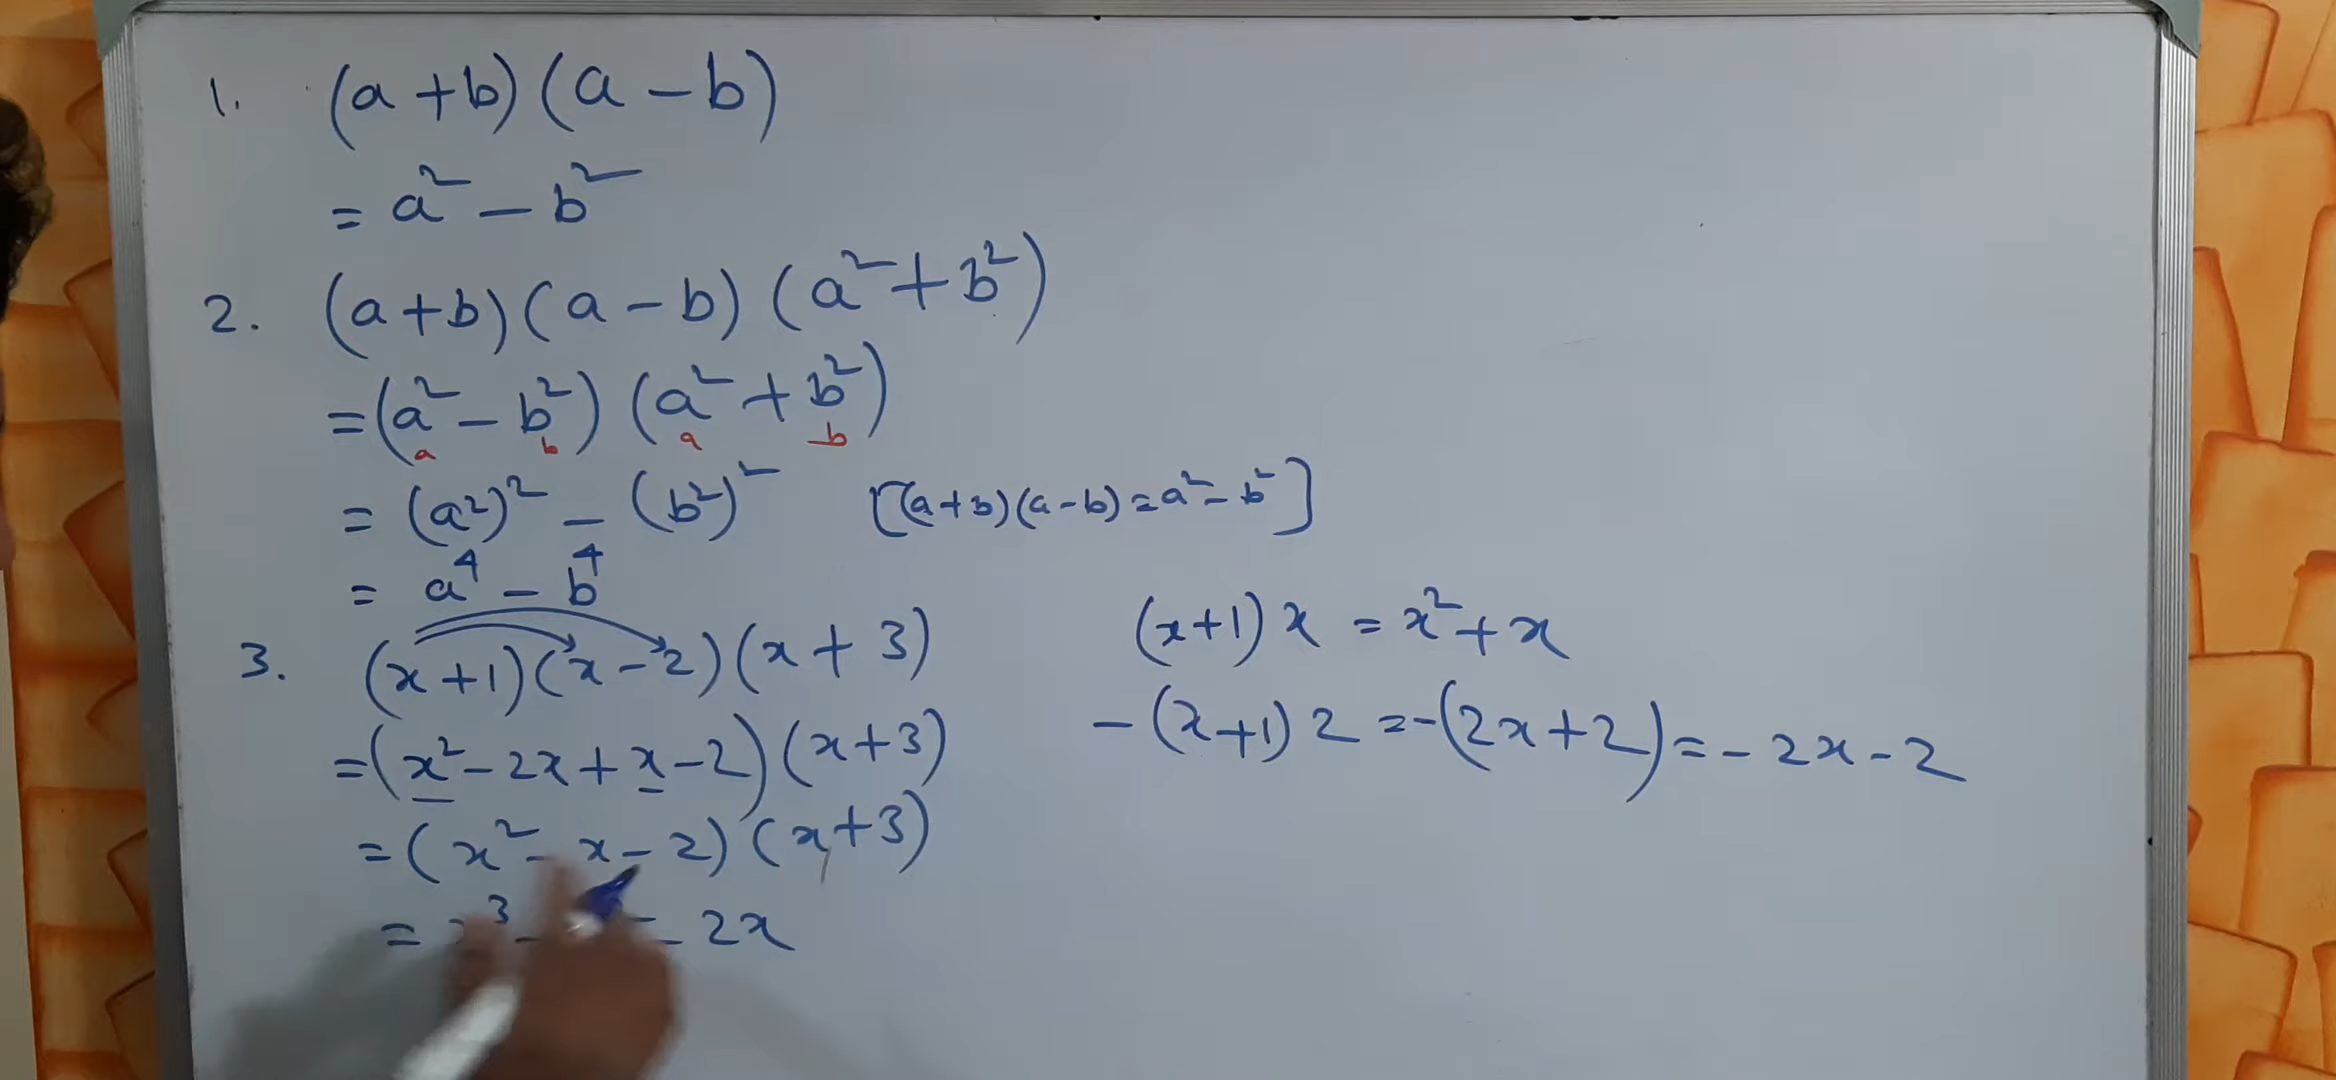 1. (a+b)(a-b)
= a² - b²
2. (a+b)(a-b)(a²+b²)
= (a² - b²)(a² + b²)
a b a b
= (a²)² - (b²)² [(a+b)(a-b) = a² - b²]
= a⁴ - b⁴
3. (x+1)(x-2)(x+3)
= (x² - 2x + x - 2)(x+3)
= (x² - x - 2)(x+3)
= ³ - - 2x
(x+1) x = x² + x
- (x+1) 2 = -(2x+2) = -2x - 2